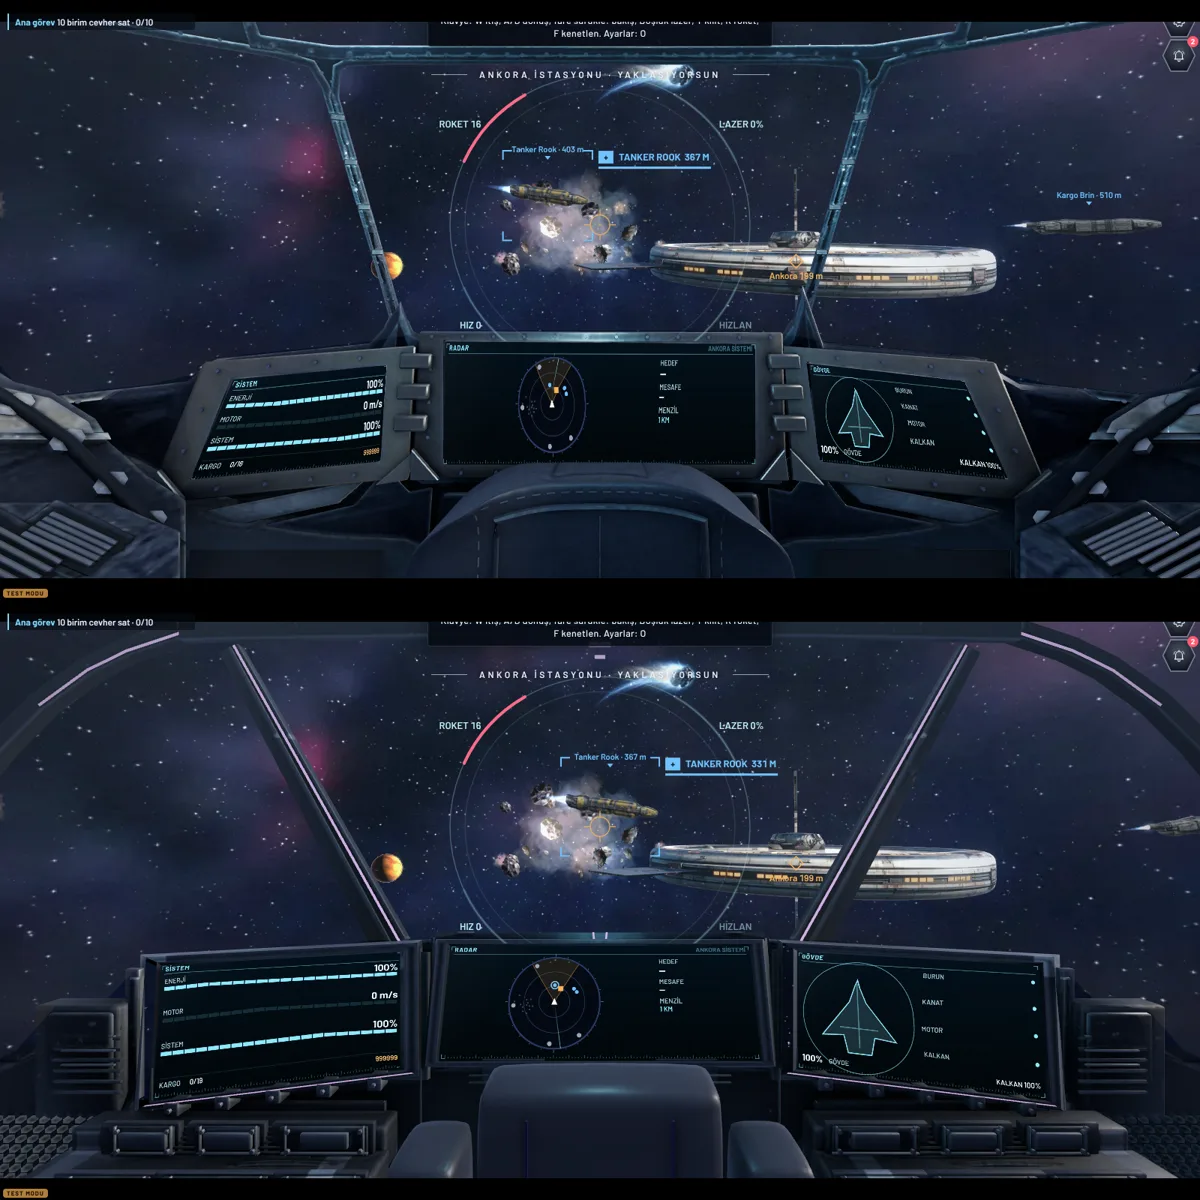 Ana görev 10 birim cevher sat · 0/10
F kenetlen. Ayarlar: O
2
ANKORA İSTASYONU · YAKLAŞIYORSUN
ROKET 16
LAZER 0%
Tanker Rook · 403 m
TANKER ROOK 367 M
Kargo Brin · 510 m
Ankora 199 m
HIZ 0
HIZLAN
RADAR
ANKORA SİSTEMİ
HEDEF
—
MESAFE
—
MENZİL
1 KM
SİSTEM
100%
ENERJİ
0 m/s
MOTOR
100%
SİSTEM
999999
KARGO 0/16
GÖVDE
BURUN
KANAT
MOTOR
KALKAN
100% GÖVDE
KALKAN 100%
TEST MODU
Ana görev 10 birim cevher sat · 0/10
F kenetlen. Ayarlar: O
2
ANKORA İSTASYONU · YAKLAŞIYORSUN
ROKET 16
LAZER 0%
Tanker Rook · 367 m
TANKER ROOK 331 M
Ankora 199 m
HIZ 0
HIZLAN
RADAR
ANKORA SİSTEMİ
HEDEF
—
MESAFE
—
MENZİL
1 KM
SİSTEM
100%
ENERJİ
0 m/s
MOTOR
100%
SİSTEM
999999
KARGO 0/19
GÖVDE
BURUN
KANAT
MOTOR
KALKAN
100% GÖVDE
KALKAN 100%
TEST MODU